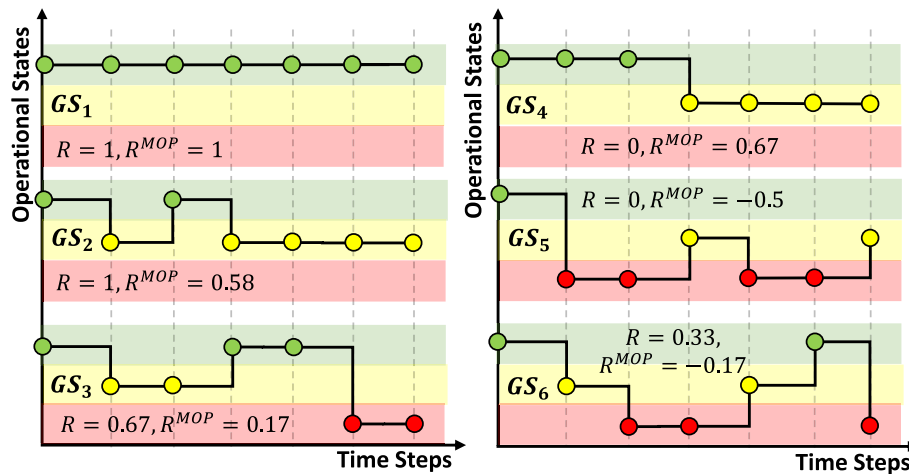 Operational States
GS₁
R = 1, R^MOP = 1
GS₂
R = 1, R^MOP = 0.58
GS₃
R = 0.67, R^MOP = 0.17
Time Steps
Operational States
GS₄
R = 0, R^MOP = 0.67
R = 0, R^MOP = −0.5
GS₅
R = 0.33,
R^MOP = −0.17
GS₆
Time Steps